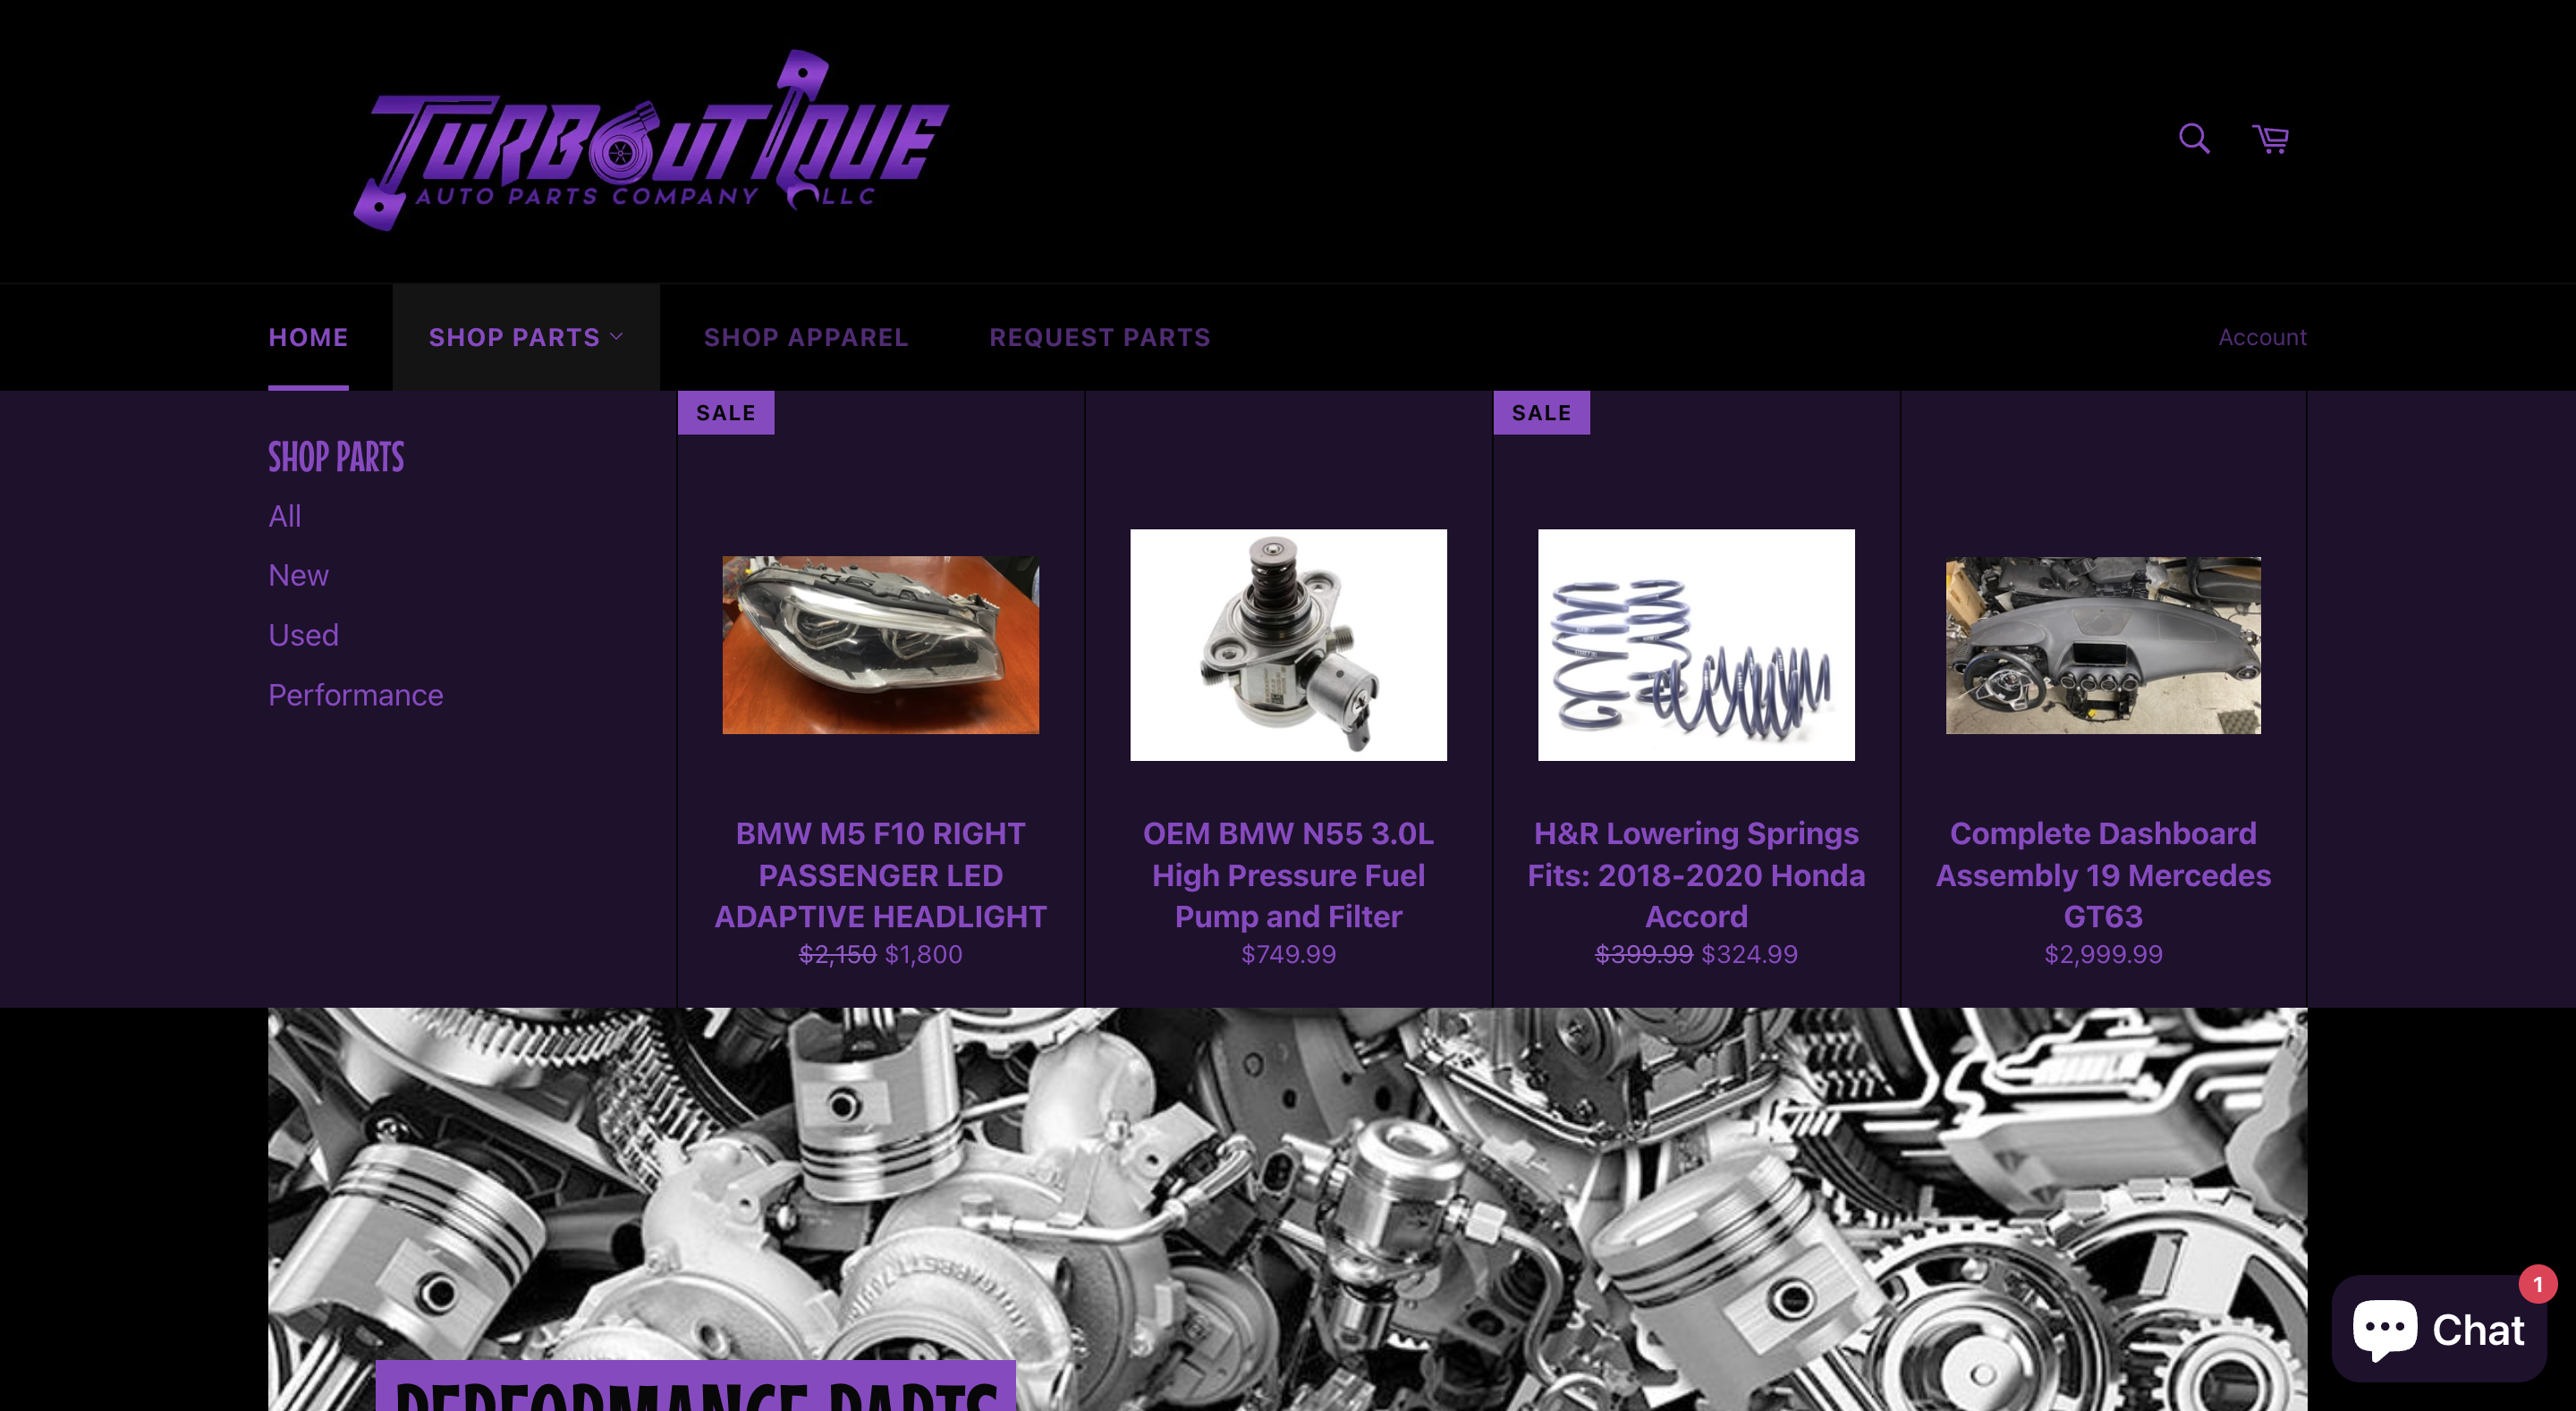 TURBOUTIQUE
AUTO PARTS COMPANY LLC
HOME
SHOP PARTS
SHOP APPAREL
REQUEST PARTS
Account
SHOP PARTS
All
New
Used
Performance
SALE
BMW M5 F10 RIGHT
PASSENGER LED
ADAPTIVE HEADLIGHT
$2,150 $1,800
OEM BMW N55 3.0L
High Pressure Fuel
Pump and Filter
$749.99
SALE
H&R Lowering Springs
Fits: 2018-2020 Honda
Accord
$399.99 $324.99
Complete Dashboard
Assembly 19 Mercedes
GT63
$2,999.99
PERFORMANCE PARTS
1
Chat